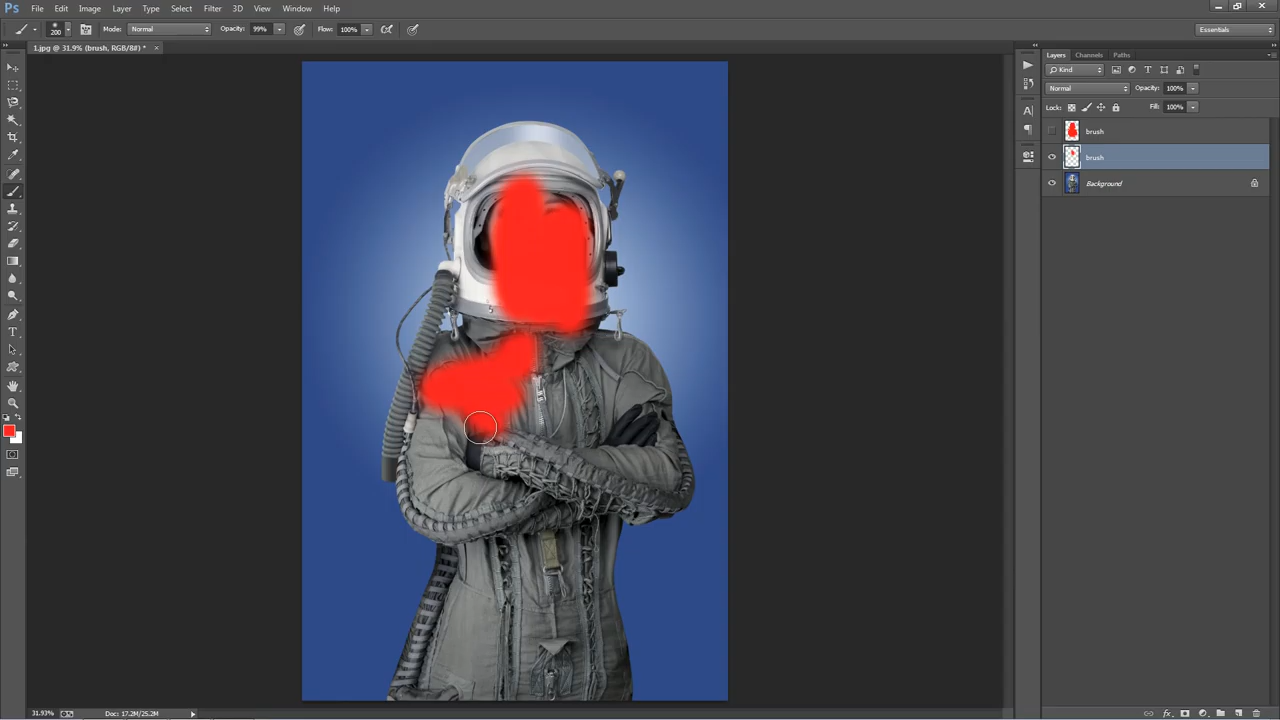 Ps File Edit Image Layer Type Select Filter 3D View Window Help
200 Mode: Normal Opacity: 99% Flow: 100% Essentials
1.jpg @ 31.9% (brush, RGB/8#) * ×
Layers Channels Paths
Kind
Normal Opacity: 100%
Lock: Fill: 100%
brush
brush
Background
31.93% Doc: 17.2M/25.2M